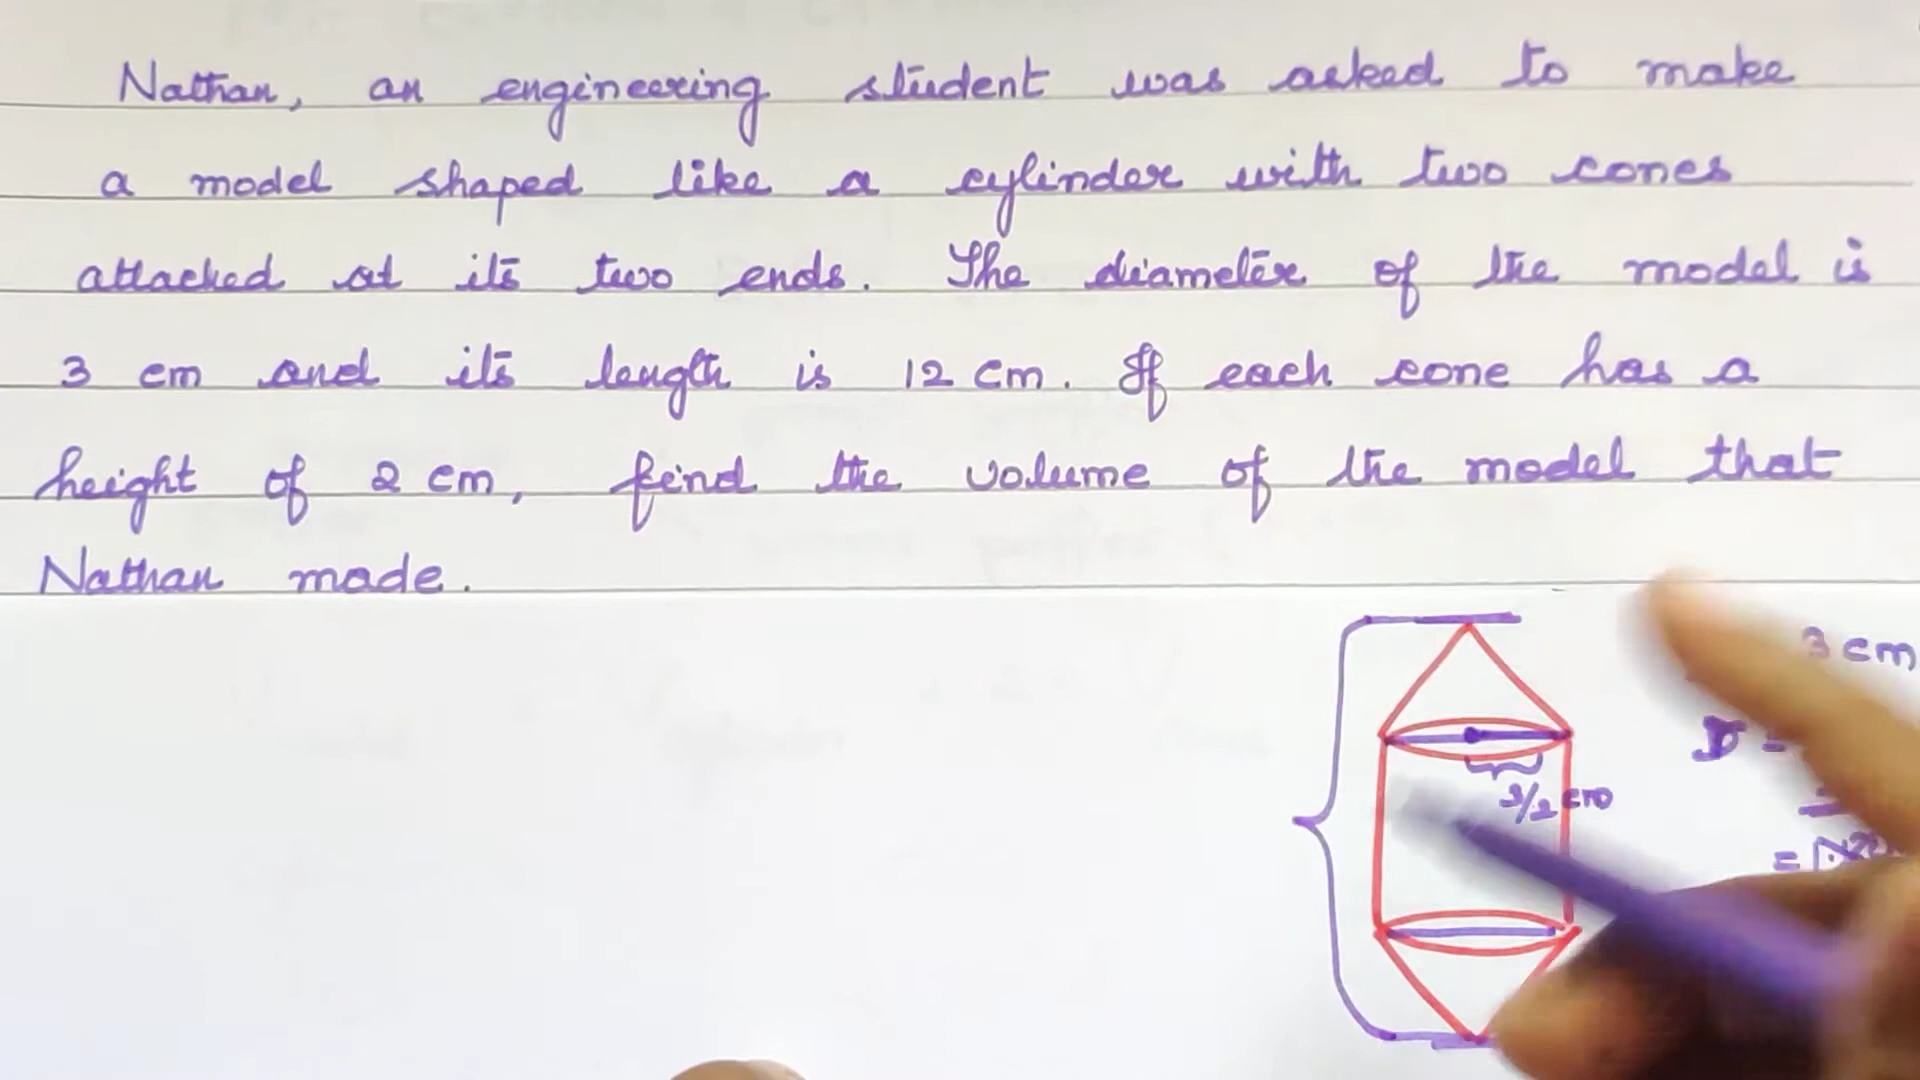 Nathan, an engineering student was asked to make
a model shaped like a cylinder with two cones
attached at its two ends. The diameter of the model is
3 cm and its length is 12 cm. If each cone has a
height of 2 cm, find the volume of the model that
Nathan made.
3 cm
3/2 cm